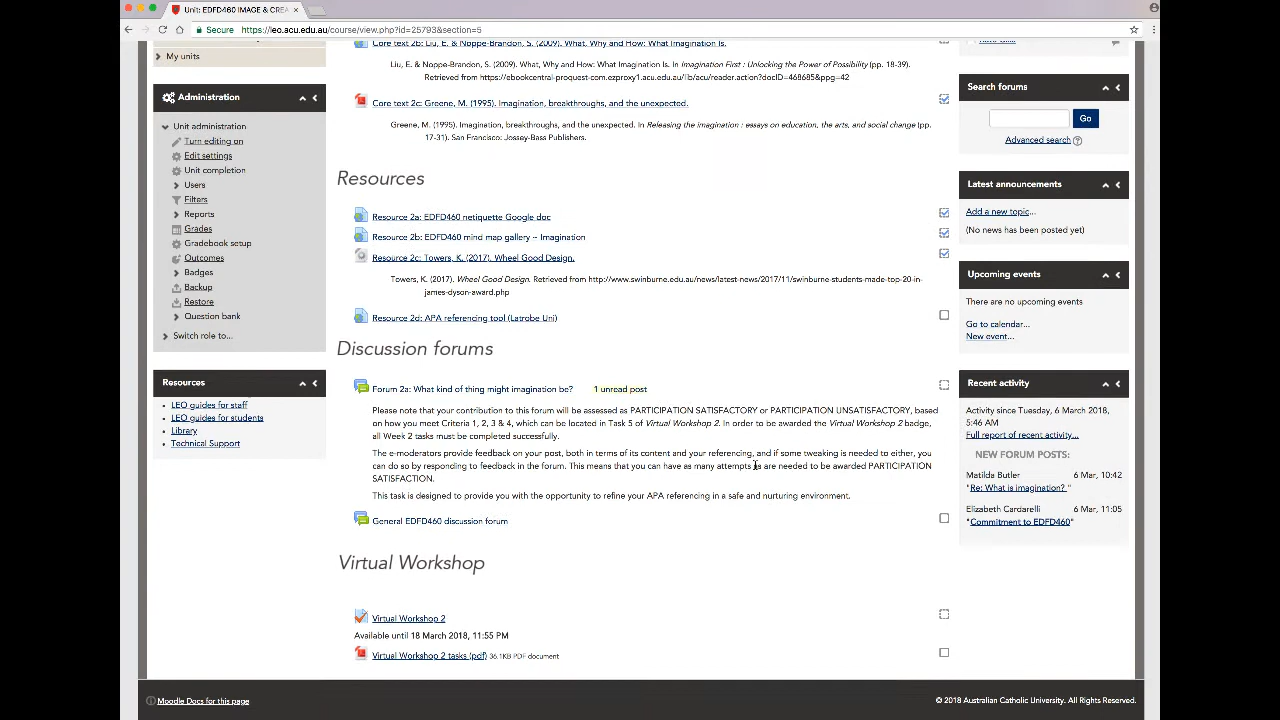 Unit: EDFD460 IMAGE & CREA
Secure
https://leo.acu.edu.au/course/view.php?id=25793&section=5
My units
Administration
Unit administration
Turn editing on
Edit settings
Unit completion
Users
Filters
Reports
Grades
Gradebook setup
Outcomes
Badges
Backup
Restore
Question bank
Switch role to...
Resources
LEO guides for staff
LEO guides for students
Library
Technical Support
Core text 2b: Liu, E. & Noppe-Brandon, S. (2009). What, Why and How: What Imagination Is.
Liu, E. & Noppe-Brandon, S. (2009). What, Why and How: What Imagination Is. In Imagination First : Unlocking the Power of Possibility (pp. 18-39).
Retrieved from https://ebookcentral-proquest-com.ezproxy1.acu.edu.au/lib/acu/reader.action?docID=468685&ppg=42
Core text 2c: Greene, M. (1995). Imagination, breakthroughs, and the unexpected.
Greene, M. (1995). Imagination, breakthroughs, and the unexpected. In Releasing the imagination : essays on education, the arts, and social change (pp.
17-31). San Francisco: Jossey-Bass Publishers.
Resources
Resource 2a: EDFD460 netiquette Google doc
Resource 2b: EDFD460 mind map gallery – Imagination
Resource 2c: Towers, K. (2017). Wheel Good Design.
Towers, K. (2017). Wheel Good Design. Retrieved from http://www.swinburne.edu.au/news/latest-news/2017/11/swinburne-students-made-top-20-in-
james-dyson-award.php
Resource 2d: APA referencing tool (Latrobe Uni)
Discussion forums
Forum 2a: What kind of thing might imagination be? 1 unread post
Please note that your contribution to this forum will be assessed as PARTICIPATION SATISFACTORY or PARTICIPATION UNSATISFACTORY, based
on how you meet Criteria 1, 2, 3 & 4, which can be located in Task 5 of Virtual Workshop 2. In order to be awarded the Virtual Workshop 2 badge,
all Week 2 tasks must be completed successfully.
The e-moderators provide feedback on your post, both in terms of its content and your referencing, and if some tweaking is needed to either, you
can do so by responding to feedback in the forum. This means that you can have as many attempts as are needed to be awarded PARTICIPATION
SATISFACTION.
This task is designed to provide you with the opportunity to refine your APA referencing in a safe and nurturing environment.
General EDFD460 discussion forum
Virtual Workshop
Virtual Workshop 2
Available until 18 March 2018, 11:55 PM
Virtual Workshop 2 tasks (pdf) 36.1KB PDF document
Search forums
Go
Advanced search
Latest announcements
Add a new topic...
(No news has been posted yet)
Upcoming events
There are no upcoming events
Go to calendar...
New event...
Recent activity
Activity since Tuesday, 6 March 2018,
5:46 AM
Full report of recent activity...
NEW FORUM POSTS:
Matilda Butler 6 Mar, 10:42
"Re: What is imagination? "
Elizabeth Cardarelli 6 Mar, 11:05
"Commitment to EDFD460"
Moodle Docs for this page
© 2018 Australian Catholic University. All Rights Reserved.